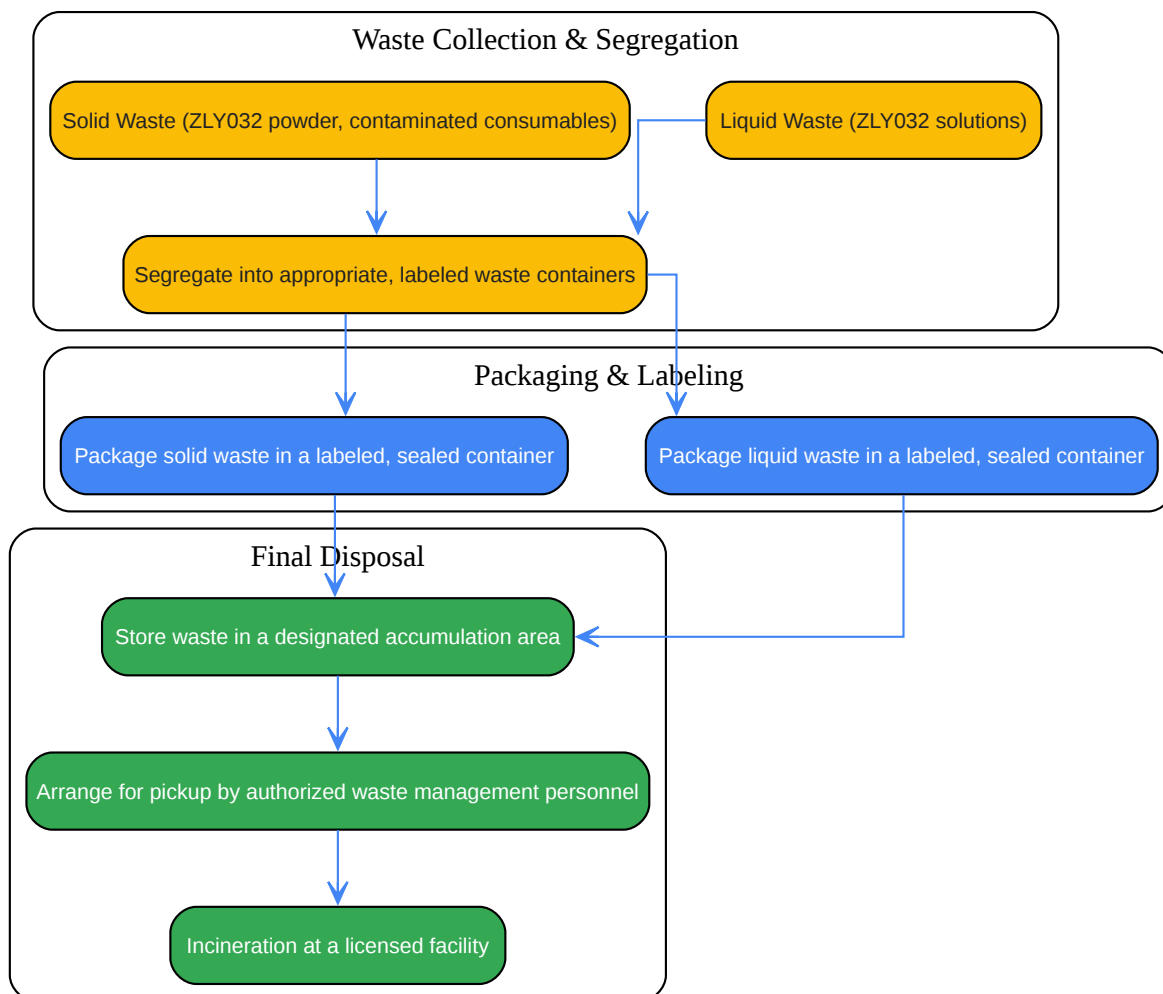 Waste Collection & Segregation
Solid Waste (ZLY032 powder, contaminated consumables)
Liquid Waste (ZLY032 solutions)
Segregate into appropriate, labeled waste containers
Packaging & Labeling
Package solid waste in a labeled, sealed container
Package liquid waste in a labeled, sealed container
Final Disposal
Store waste in a designated accumulation area
Arrange for pickup by authorized waste management personnel
Incineration at a licensed facility